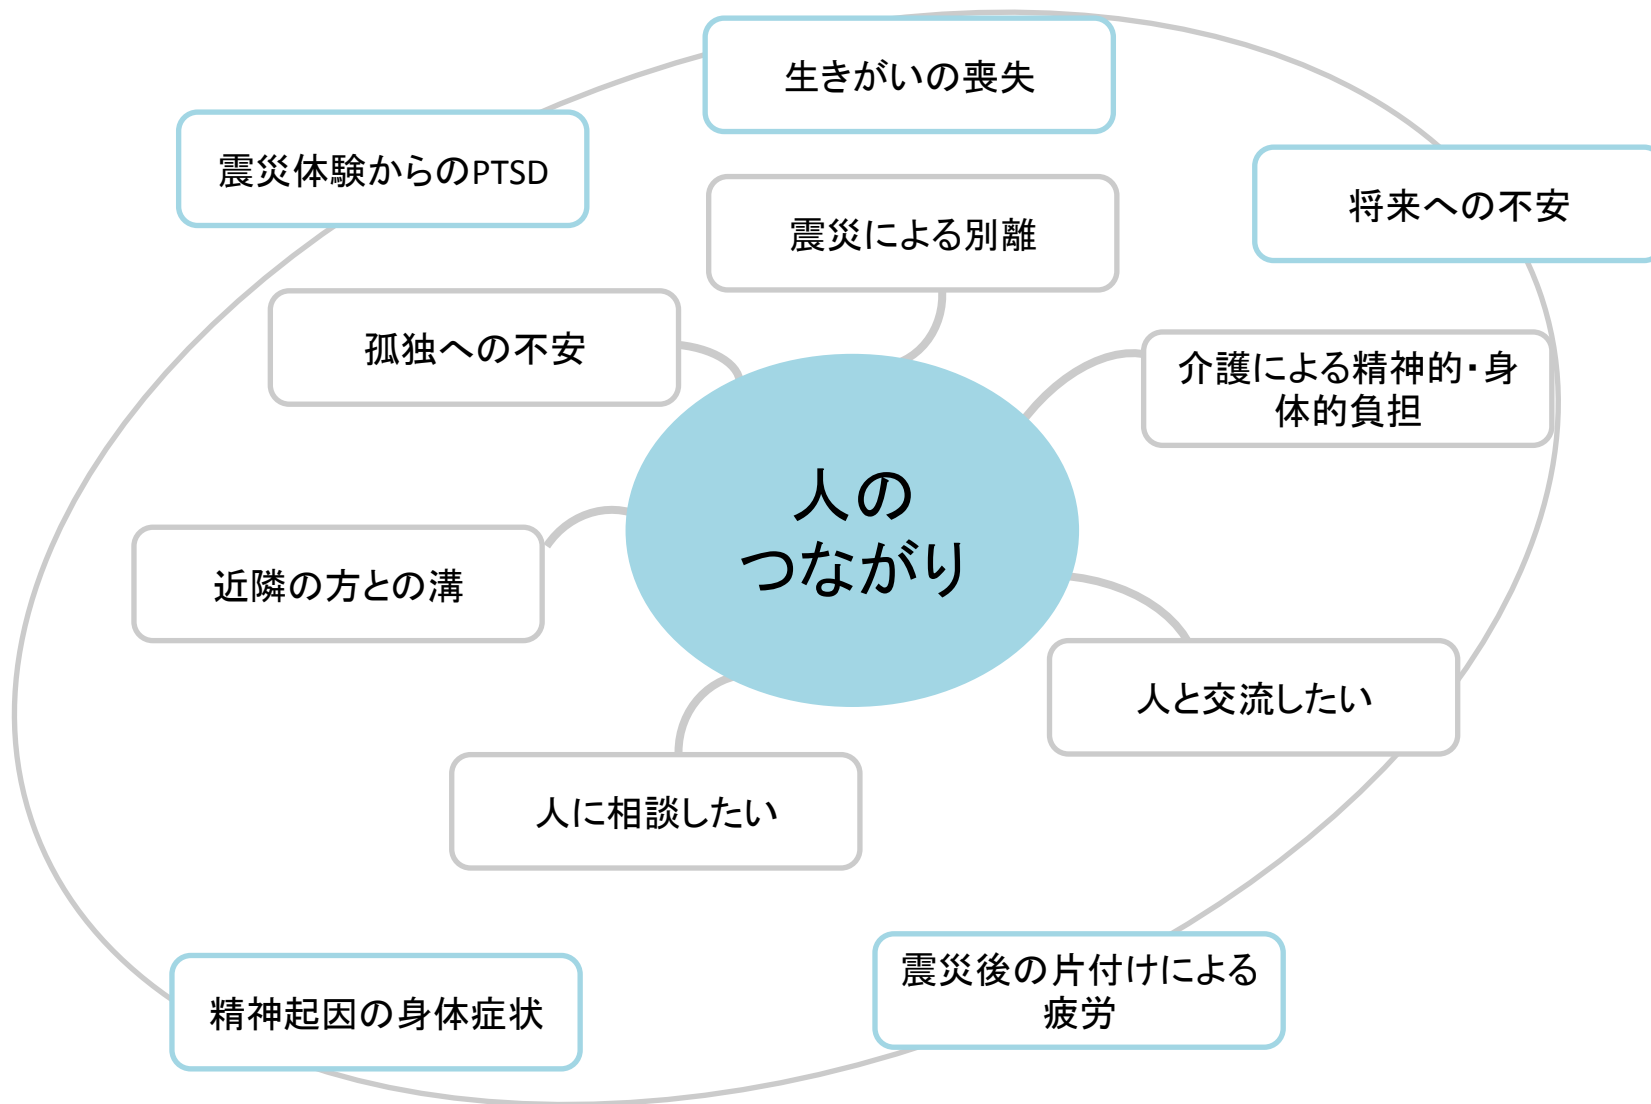 生きがいの喪失
震災体験からのPTSD
将来への不安
震災による別離
孤独への不安
介護による精神的・身
体的負担
人の
つながり
近隣の方との溝
人と交流したい
人に相談したい
震災後の片付けによる
疲労
精神起因の身体症状